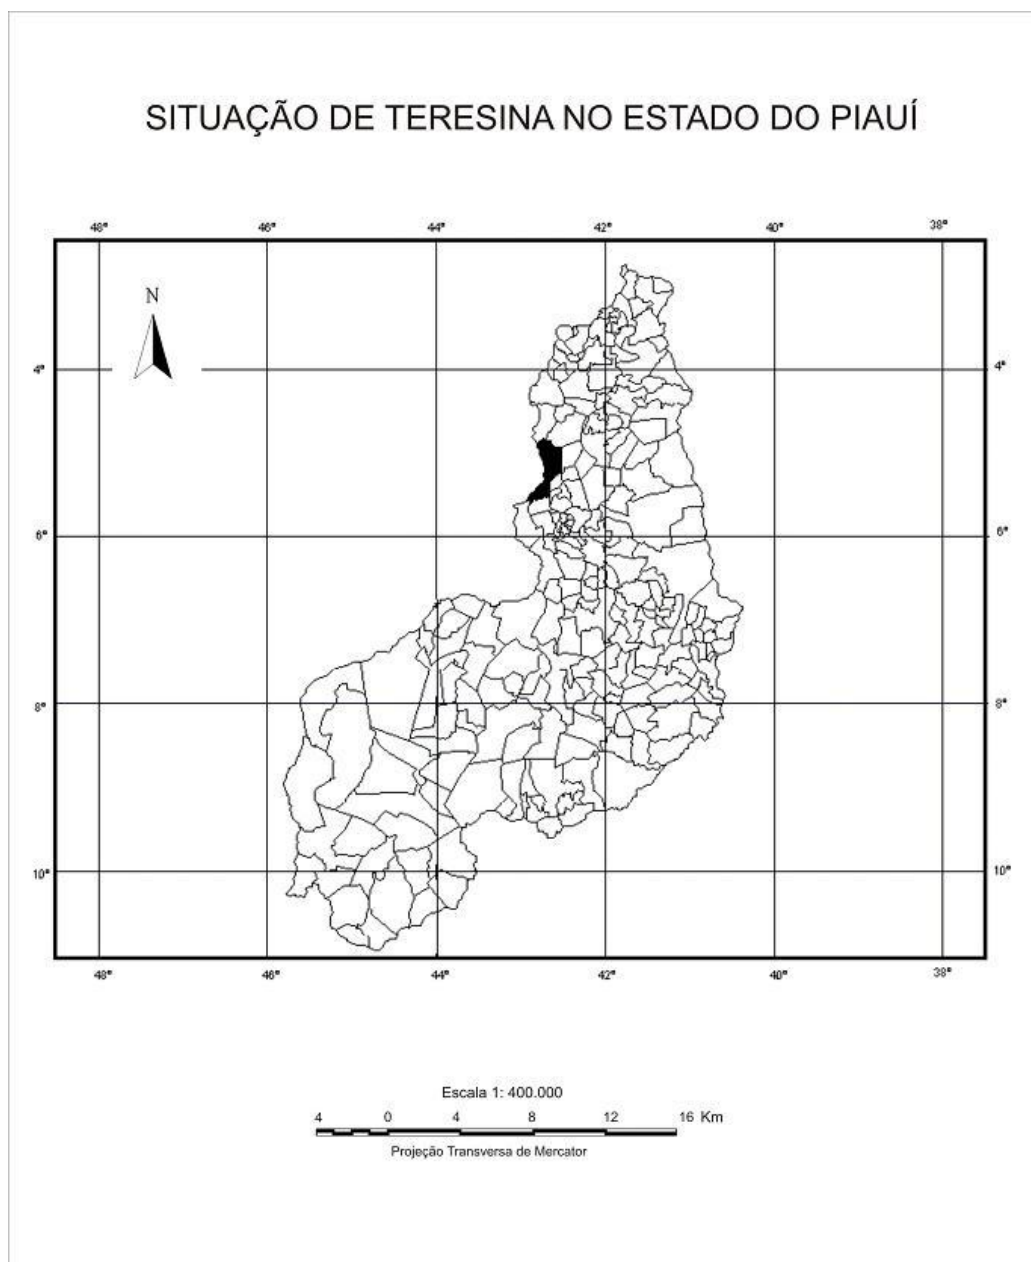 SITUAÇÃO DE TERESINA NO ESTADO DO PIAUÍ
48° 46° 44° 42° 40° 38°
N
4° 4°
6° 6°
8° 8°
10° 10°
48° 46° 44° 42° 40° 38°
Escala 1: 400.000
4 0 4 8 12 16 Km
Projeção Transversa de Mercator